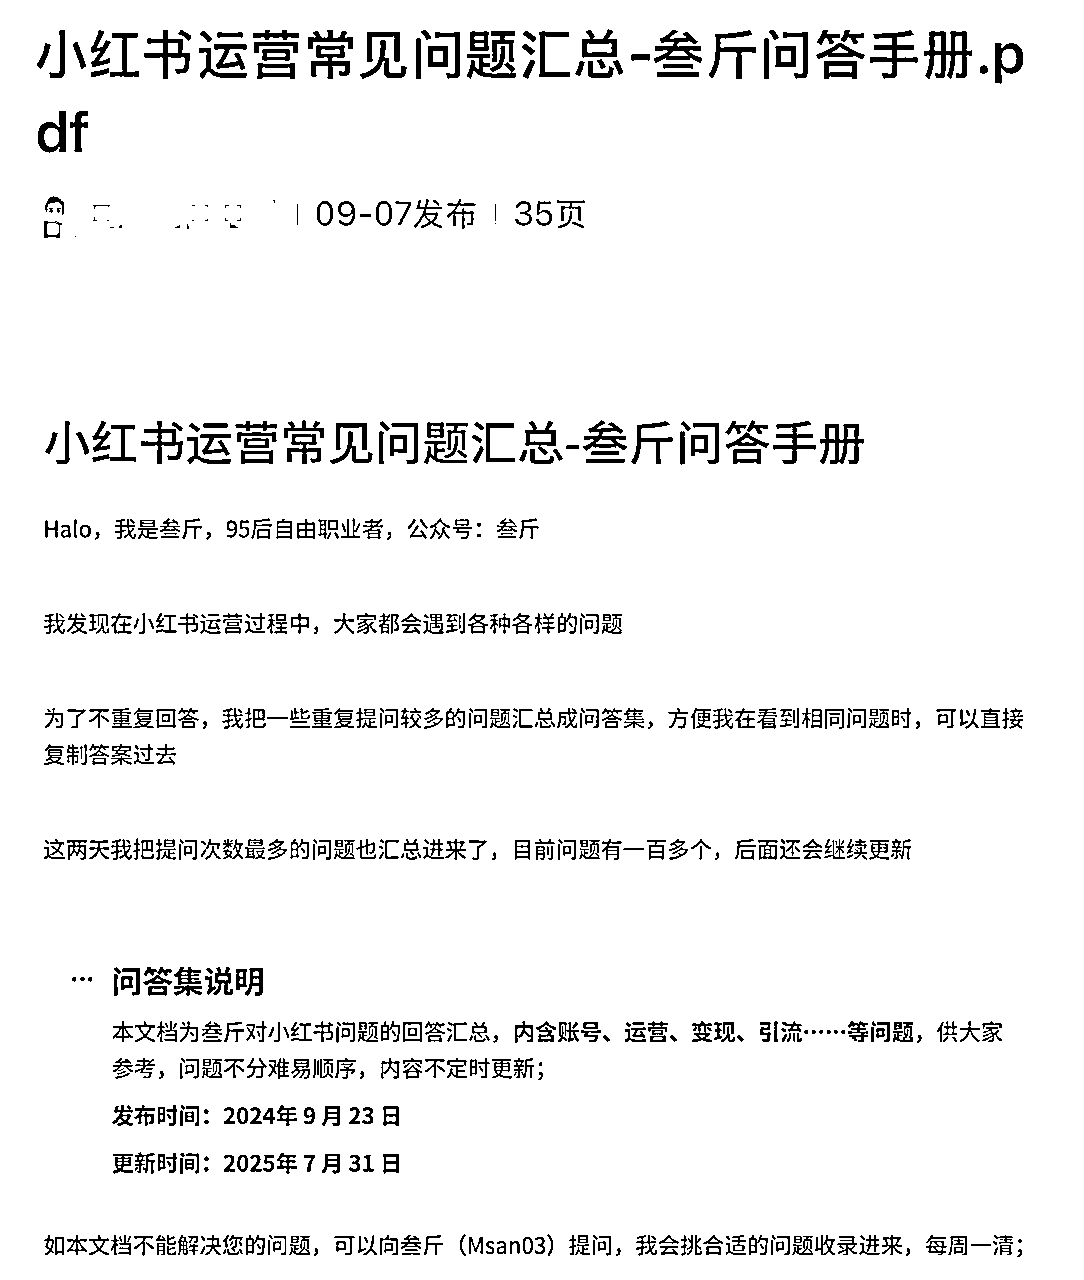 小红书运营常见问题汇总-叁斤问答手册.p
df
09-07发布 | 35页
小红书运营常见问题汇总-叁斤问答手册
Halo，我是叁斤，95后自由职业者，公众号：叁斤
我发现在小红书运营过程中，大家都会遇到各种各样的问题
为了不重复回答，我把一些重复提问较多的问题汇总成问答集，方便我在看到相同问题时，可以直接
复制答案过去
这两天我把提问次数最多的问题也汇总进来了，目前问题有一百多个，后面还会继续更新
··· 问答集说明
本文档为叁斤对小红书问题的回答汇总，内含账号、运营、变现、引流……等问题，供大家
参考，问题不分难易顺序，内容不定时更新；
发布时间：2024年 9 月 23 日
更新时间：2025年 7 月 31 日
如本文档不能解决您的问题，可以向叁斤（Msan03）提问，我会挑合适的问题收录进来，每周一清；